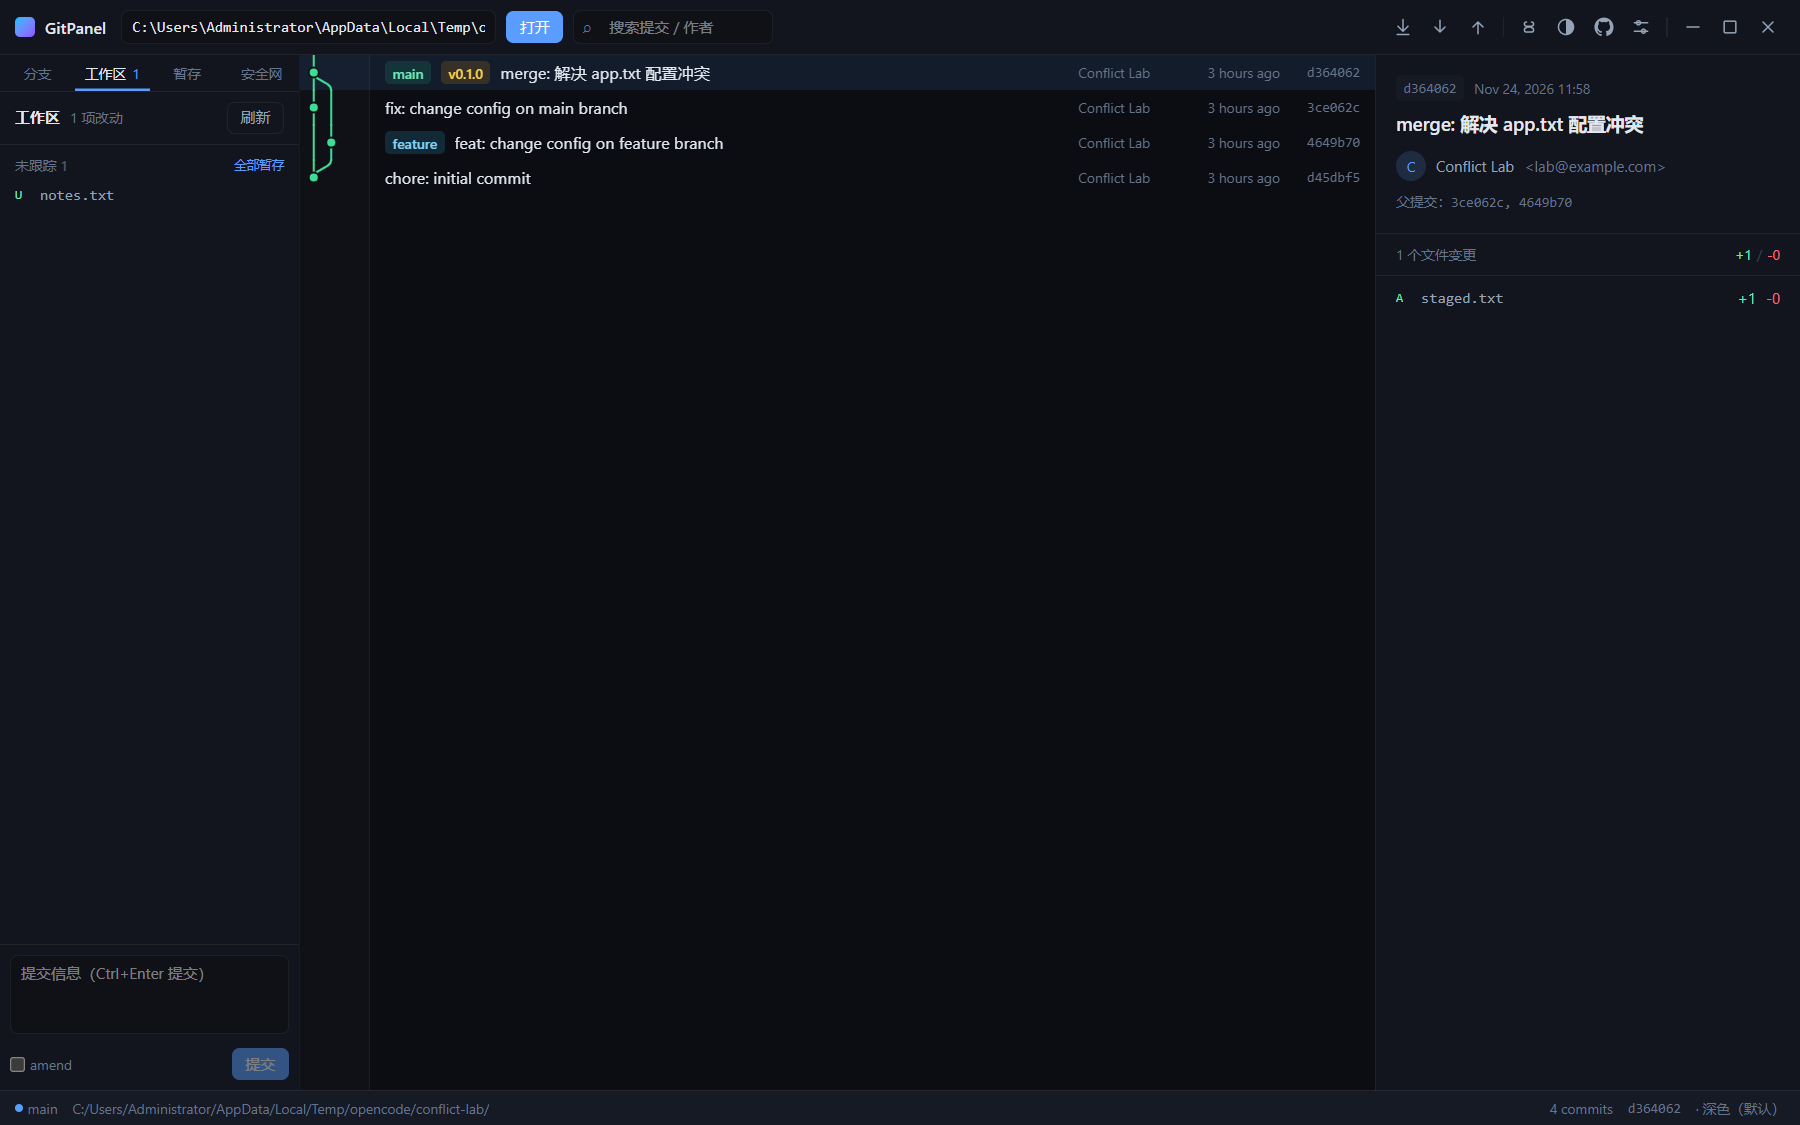 GitPanel
C:\Users\Administrator\AppData\Local\Temp\c
打开
搜索提交 / 作者
分支 工作区 1 暂存 安全网
工作区 1 项改动 刷新
未跟踪 1 全部暂存
U notes.txt
提交信息（Ctrl+Enter 提交）
amend 提交
main v0.1.0 merge: 解决 app.txt 配置冲突 Conflict Lab 3 hours ago d364062
fix: change config on main branch Conflict Lab 3 hours ago 3ce062c
feature feat: change config on feature branch Conflict Lab 3 hours ago 4649b70
chore: initial commit Conflict Lab 3 hours ago d45dbf5
d364062 Nov 24, 2026 11:58
merge: 解决 app.txt 配置冲突
C Conflict Lab <lab@example.com>
父提交：3ce062c, 4649b70
1 个文件变更 +1 / -0
A staged.txt +1 -0
main C:/Users/Administrator/AppData/Local/Temp/opencode/conflict-lab/
4 commits d364062 · 深色（默认）